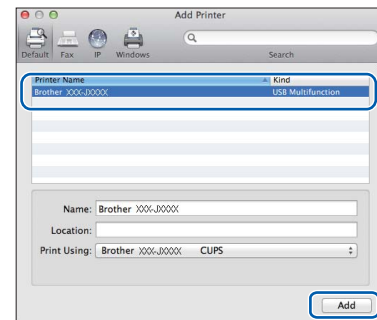 Add Printer
Default Fax IP Windows Search
Printer Name Kind
Brother XXX-JXXXX USB Multifunction
Name: Brother XXX-JXXXX
Location:
Print Using: Brother XXX-JXXXX CUPS
Add